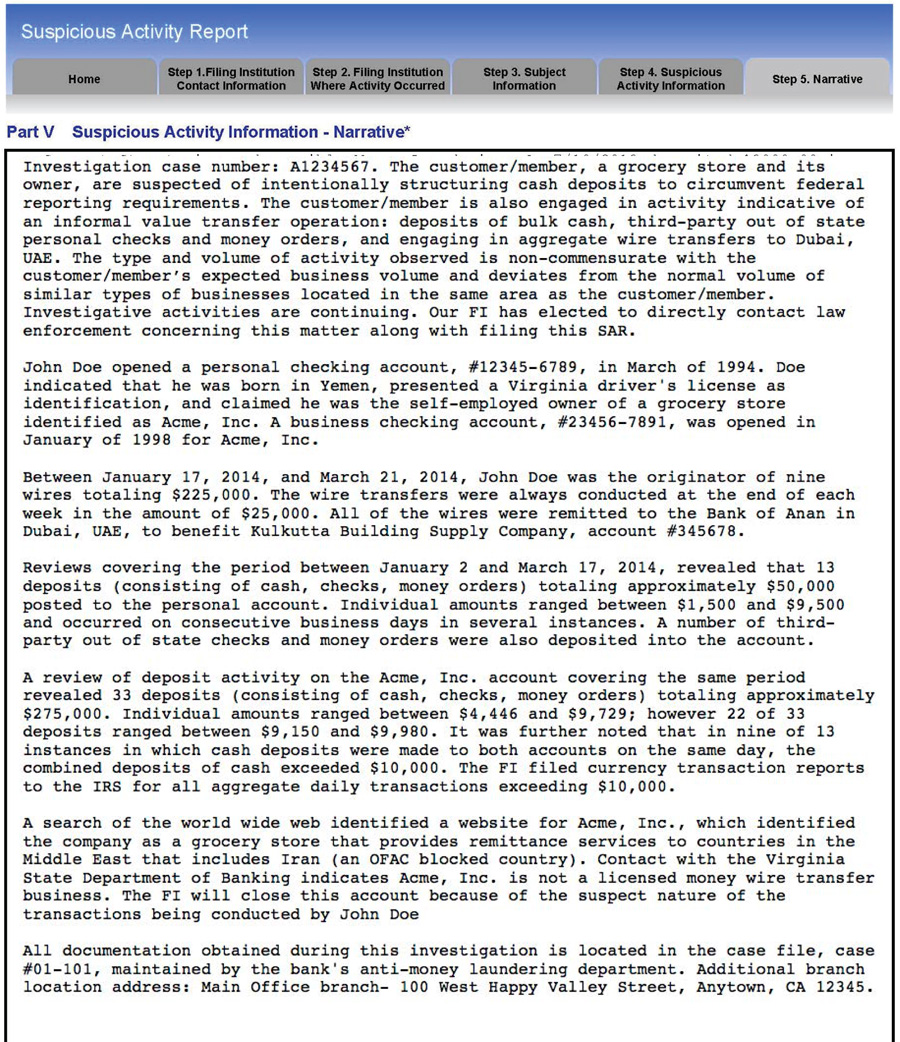 Suspicious Activity Report
Home
Step 1.Filing Institution
Contact Information
Step 2. Filing Institution
Where Activity Occurred
Step 3. Subject
Information
Step 4. Suspicious
Activity Information
Step 5. Narrative
Part V Suspicious Activity Information - Narrative*
Investigation case number: A1234567. The customer/member, a grocery store and its
owner, are suspected of intentionally structuring cash deposits to circumvent federal
reporting requirements. The customer/member is also engaged in activity indicative of
an informal value transfer operation: deposits of bulk cash, third-party out of state
personal checks and money orders, and engaging in aggregate wire transfers to Dubai,
UAE. The type and volume of activity observed is non-commensurate with the
customer/member's expected business volume and deviates from the normal volume of
similar types of businesses located in the same area as the customer/member.
Investigative activities are continuing. Our FI has elected to directly contact law
enforcement concerning this matter along with filing this SAR.
John Doe opened a personal checking account, #12345-6789, in March of 1994. Doe
indicated that he was born in Yemen, presented a Virginia driver's license as
identification, and claimed he was the self-employed owner of a grocery store
identified as Acme, Inc. A business checking account, #23456-7891, was opened in
January of 1998 for Acme, Inc.
Between January 17, 2014, and March 21, 2014, John Doe was the originator of nine
wires totaling $225,000. The wire transfers were always conducted at the end of each
week in the amount of $25,000. All of the wires were remitted to the Bank of Anan in
Dubai, UAE, to benefit Kulkutta Building Supply Company, account #345678.
Reviews covering the period between January 2 and March 17, 2014, revealed that 13
deposits (consisting of cash, checks, money orders) totaling approximately $50,000
posted to the personal account. Individual amounts ranged between $1,500 and $9,500
and occurred on consecutive business days in several instances. A number of third-
party out of state checks and money orders were also deposited into the account.
A review of deposit activity on the Acme, Inc. account covering the same period
revealed 33 deposits (consisting of cash, checks, money orders) totaling approximately
$275,000. Individual amounts ranged between $4,446 and $9,729; however 22 of 33
deposits ranged between $9,150 and $9,980. It was further noted that in nine of 13
instances in which cash deposits were made to both accounts on the same day, the
combined deposits of cash exceeded $10,000. The FI filed currency transaction reports
to the IRS for all aggregate daily transactions exceeding $10,000.
A search of the world wide web identified a website for Acme, Inc., which identified
the company as a grocery store that provides remittance services to countries in the
Middle East that includes Iran (an OFAC blocked country). Contact with the Virginia
State Department of Banking indicates Acme, Inc. is not a licensed money wire transfer
business. The FI will close this account because of the suspect nature of the
transactions being conducted by John Doe
All documentation obtained during this investigation is located in the case file, case
#01-101, maintained by the bank's anti-money laundering department. Additional branch
location address: Main Office branch- 100 West Happy Valley Street, Anytown, CA 12345.